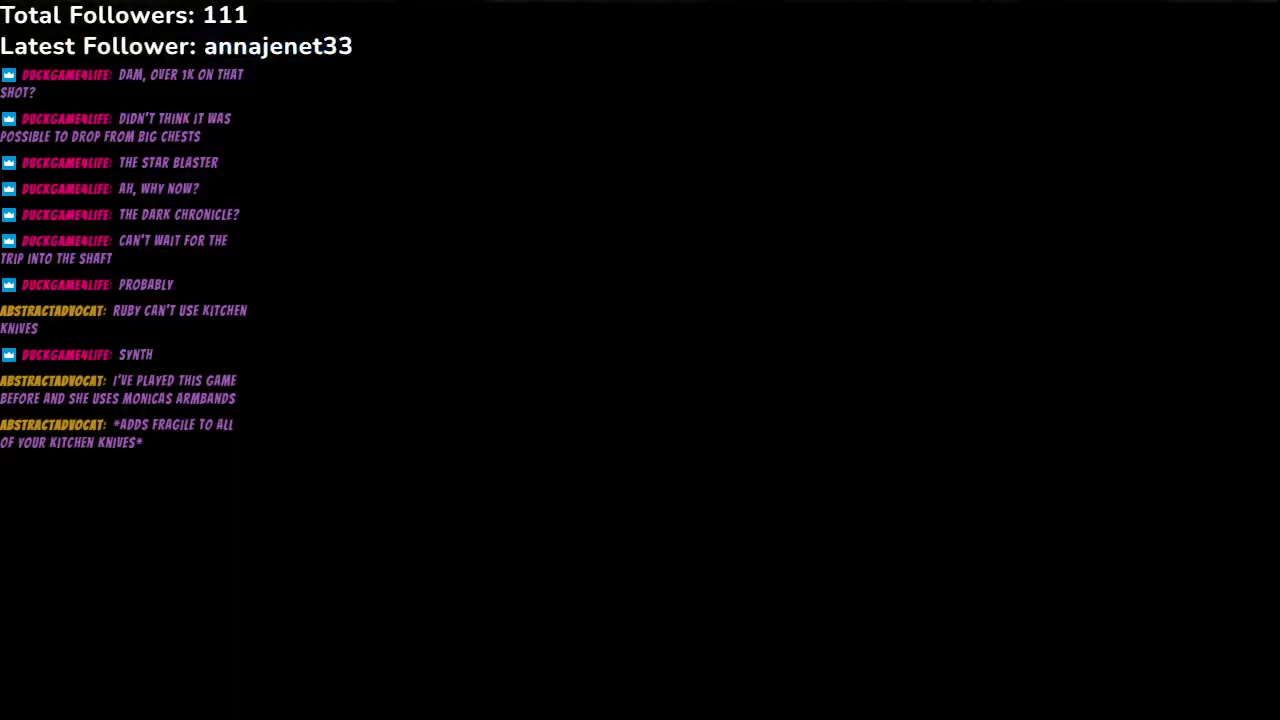 Total Followers: 111
Latest Follower: annajenet33
DUCKGAME4LIFE: DAM, OVER 1K ON THAT
SHOT?
DUCKGAME4LIFE: DIDN'T THINK IT WAS
POSSIBLE TO DROP FROM BIG CHESTS
DUCKGAME4LIFE: THE STAR BLASTER
DUCKGAME4LIFE: AH, WHY NOW?
DUCKGAME4LIFE: THE DARK CHRONICLE?
DUCKGAME4LIFE: CAN'T WAIT FOR THE
TRIP INTO THE SHAFT
DUCKGAME4LIFE: PROBABLY
ABSTRACTADVOCAT: RUBY CAN'T USE KITCHEN
KNIVES
DUCKGAME4LIFE: SYNTH
ABSTRACTADVOCAT: I'VE PLAYED THIS GAME
BEFORE AND SHE USES MONICAS ARMBANDS
ABSTRACTADVOCAT: *ADDS FRAGILE TO ALL
OF YOUR KITCHEN KNIVES*